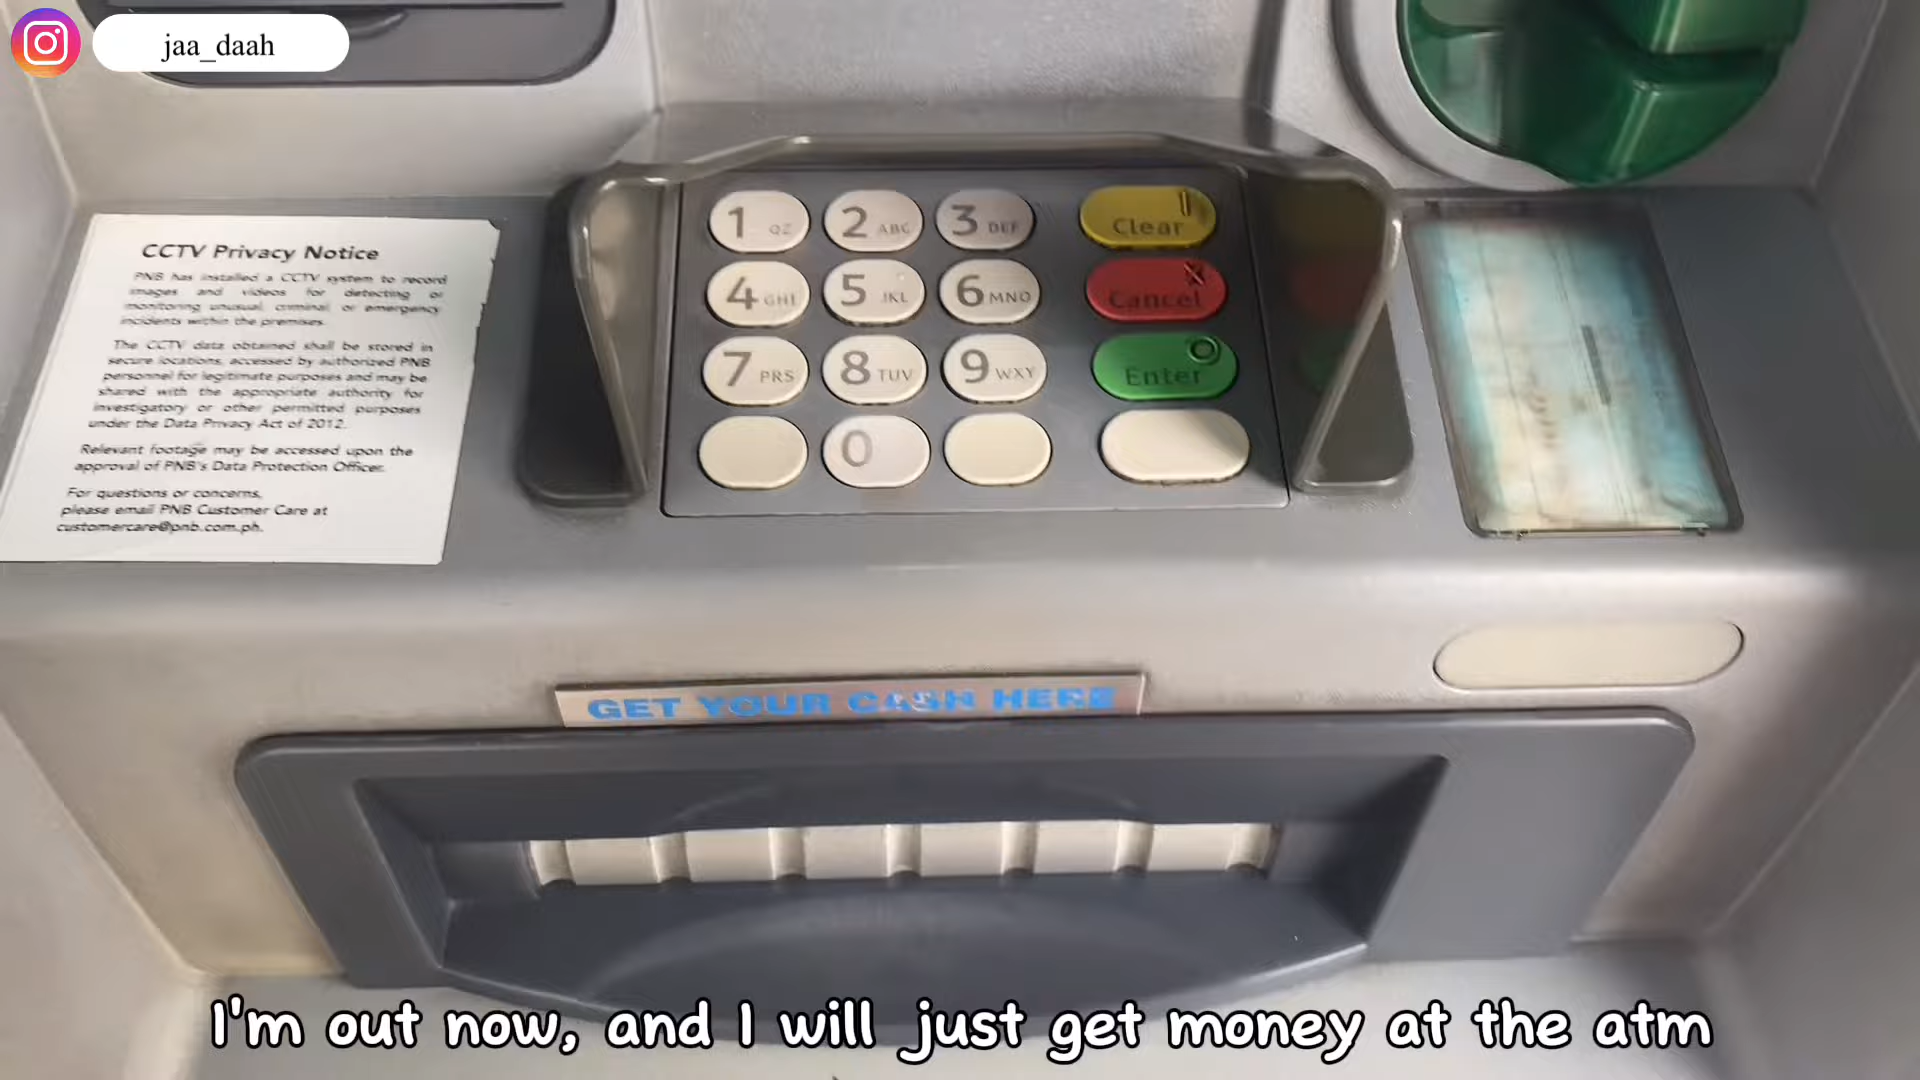 jaa_daah
CCTV Privacy Notice
PNB has installed a CCTV system to record
images and videos for detecting or
monitoring unusual, criminal, or emergency
incidents within the premises.
The CCTV data obtained shall be stored in
secure locations, accessed by authorized PNB
personnel for legitimate purposes and may be
shared with the appropriate authority for
investigatory or other permitted purposes
under the Data Privacy Act of 2012.
Relevant footage may be accessed upon the
approval of PNB's Data Protection Officer.
For questions or concerns,
please email PNB Customer Care at
customercare@pnb.com.ph.
1 QZ 2 ABC 3 DEF Clear
4 GHI 5 JKL 6 MNO Cancel
7 PRS 8 TUV 9 WXY Enter
0
GET YOUR CASH HERE
I'm out now, and I will just get money at the atm